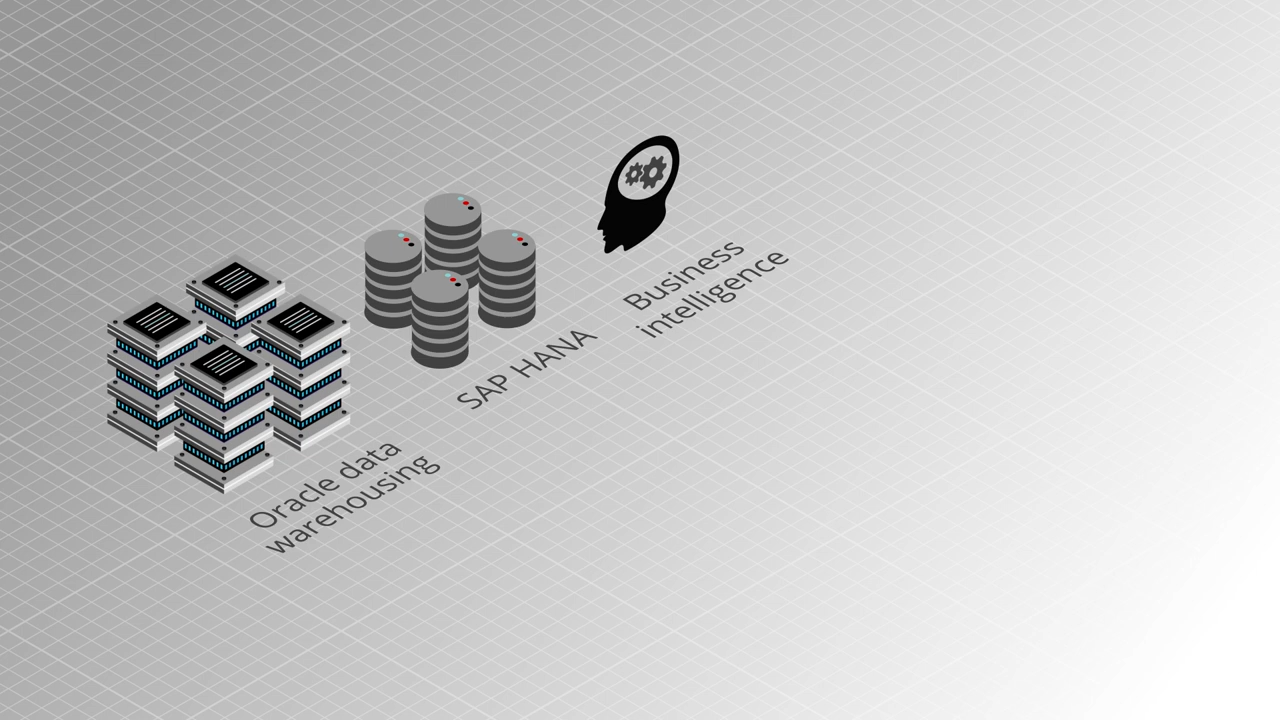 Business
intelligence
SAP HANA
Oracle data
warehousing